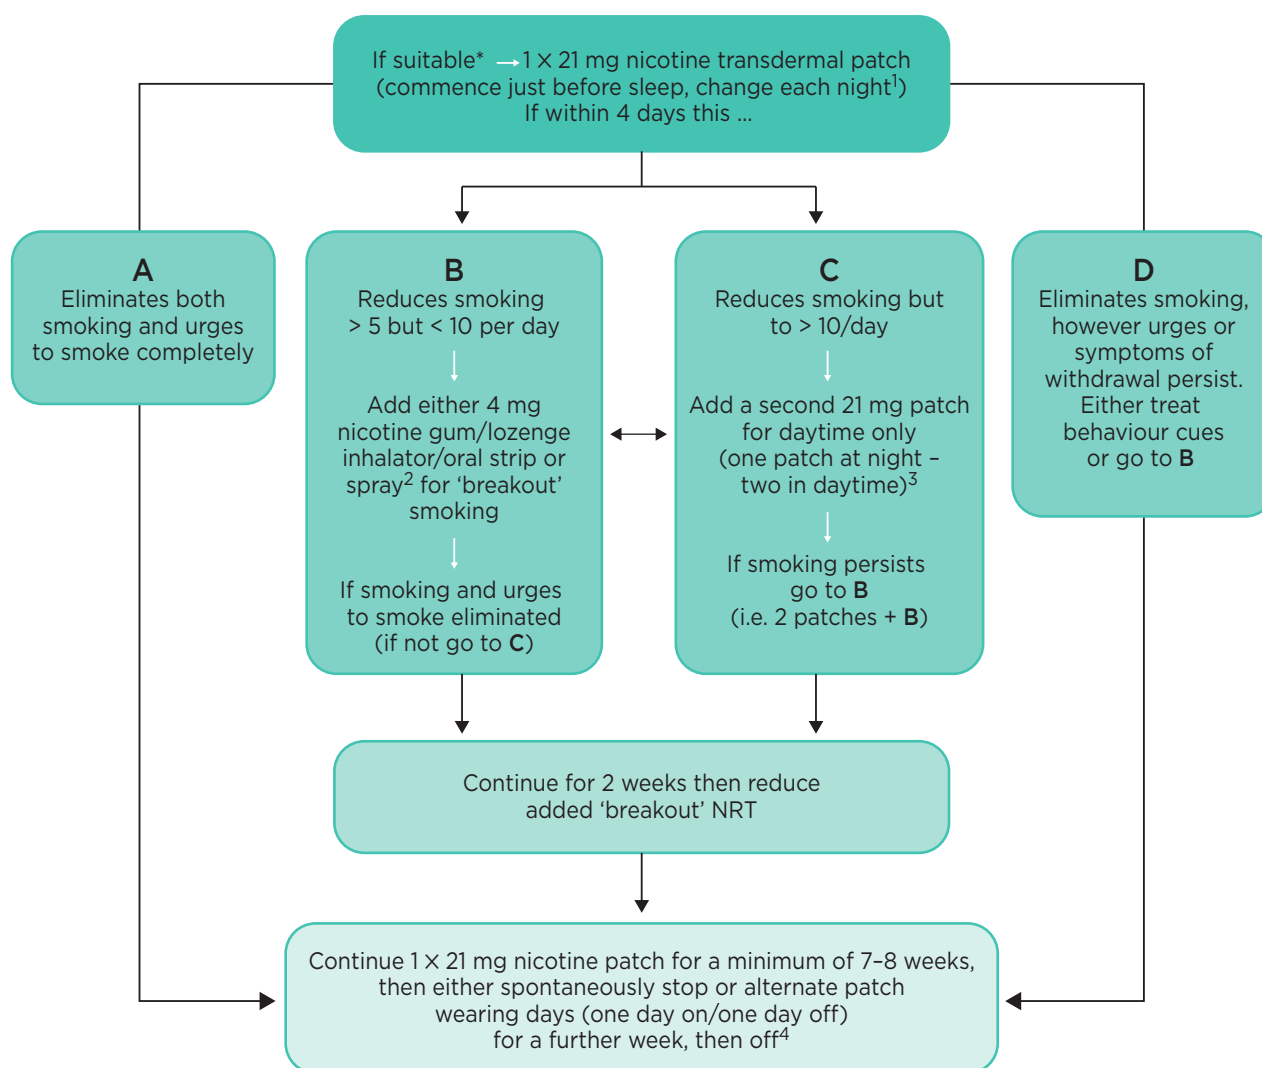 If suitable* → 1 × 21 mg nicotine transdermal patch
(commence just before sleep, change each night¹)
If within 4 days this ...
A
Eliminates both
smoking and urges
to smoke completely
B
Reduces smoking
> 5 but < 10 per day
Add either 4 mg
nicotine gum/lozenge
inhalator/oral strip or
spray² for ‘breakout’
smoking
If smoking and urges
to smoke eliminated
(if not go to C)
C
Reduces smoking but
to > 10/day
Add a second 21 mg patch
for daytime only
(one patch at night –
two in daytime)³
If smoking persists
go to B
(i.e. 2 patches + B)
D
Eliminates smoking,
however urges or
symptoms of
withdrawal persist.
Either treat
behaviour cues
or go to B
Continue for 2 weeks then reduce
added ‘breakout’ NRT
Continue 1 × 21 mg nicotine patch for a minimum of 7–8 weeks,
then either spontaneously stop or alternate patch
wearing days (one day on/one day off)
for a further week, then off⁴